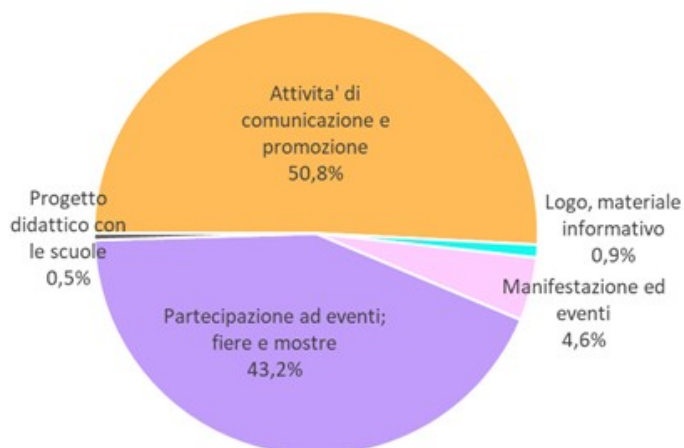 Attivita' di
comunicazione e
promozione
50,8%
Progetto
didattico con
le scuole
0,5%
Logo, materiale
informativo
0,9%
Manifestazione ed
eventi
4,6%
Partecipazione ad eventi;
fiere e mostre
43,2%